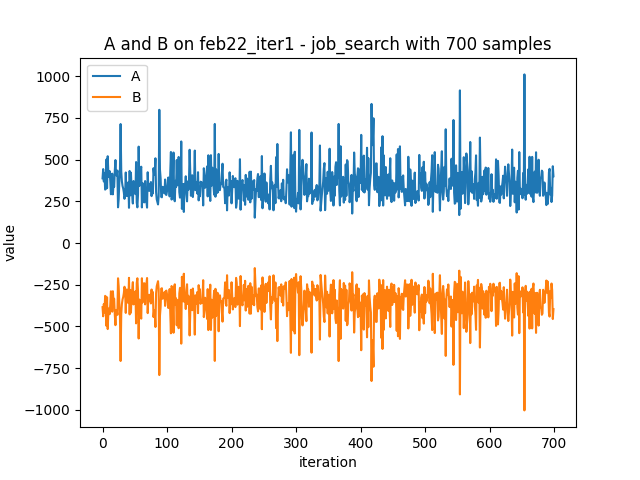 A and B on feb22_iter1 - job_search with 700 samples
A
B
1000
750
500
250
0
−250
−500
−750
−1000
value
0 100 200 300 400 500 600 700
iteration